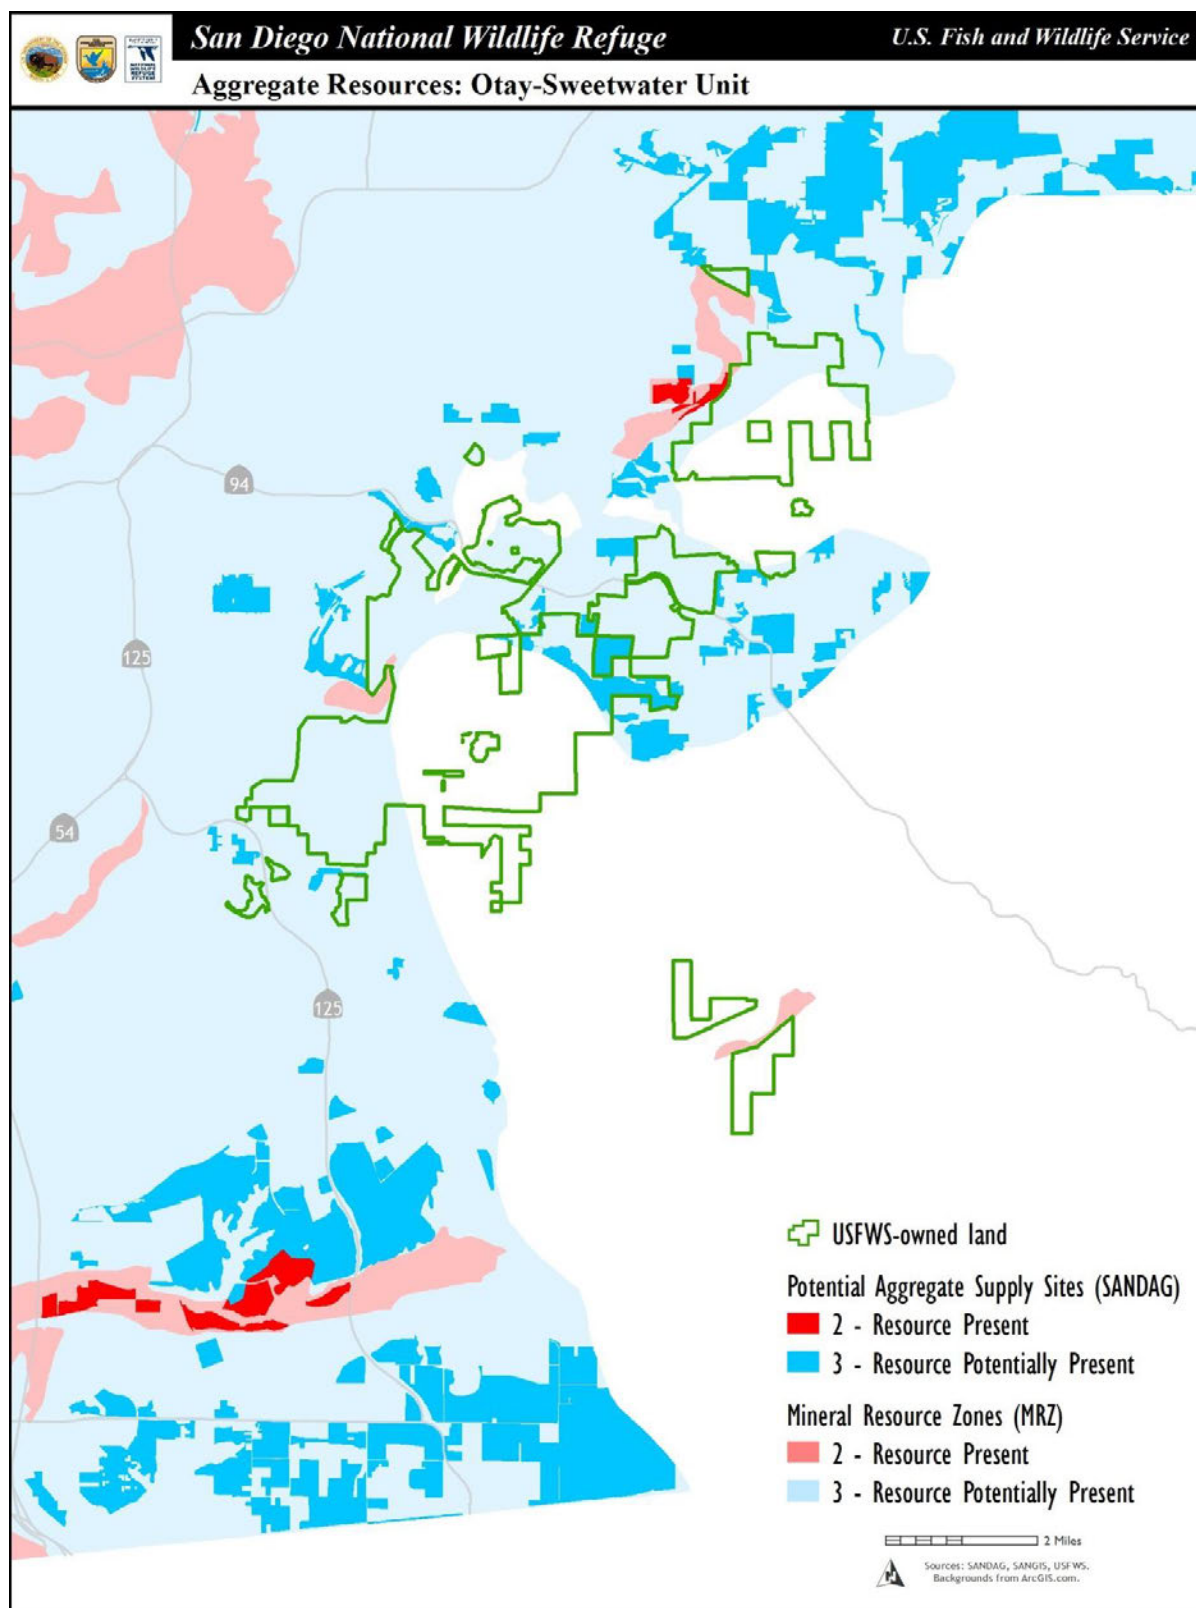 San Diego National Wildlife Refuge
U.S. Fish and Wildlife Service
Aggregate Resources: Otay-Sweetwater Unit
94
125
54
125
USFWS-owned land
Potential Aggregate Supply Sites (SANDAG)
2 - Resource Present
3 - Resource Potentially Present
Mineral Resource Zones (MRZ)
2 - Resource Present
3 - Resource Potentially Present
2 Miles
Sources: SANDAG, SANGIS, USFWS.
Backgrounds from ArcGIS.com.